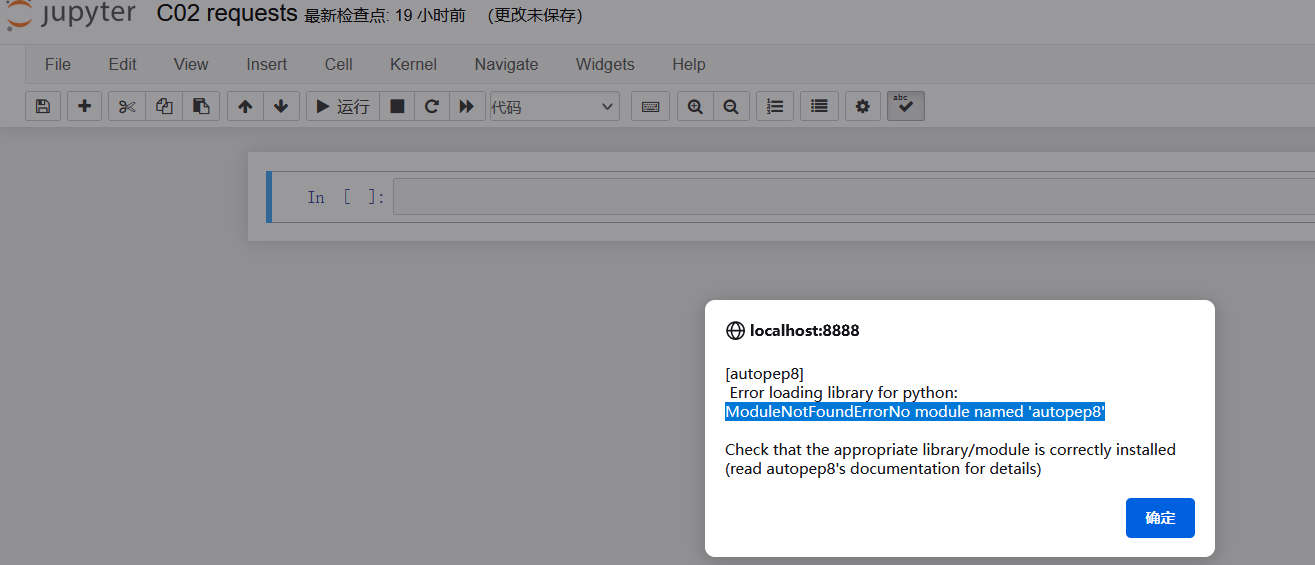 jupyter C02 requests 最新检查点: 19 小时前 (更改未保存)
File Edit View Insert Cell Kernel Navigate Widgets Help
运行 代码 abc
In [ ]:
localhost:8888
[autopep8]
Error loading library for python:
ModuleNotFoundErrorNo module named 'autopep8'
Check that the appropriate library/module is correctly installed
(read autopep8's documentation for details)
确定